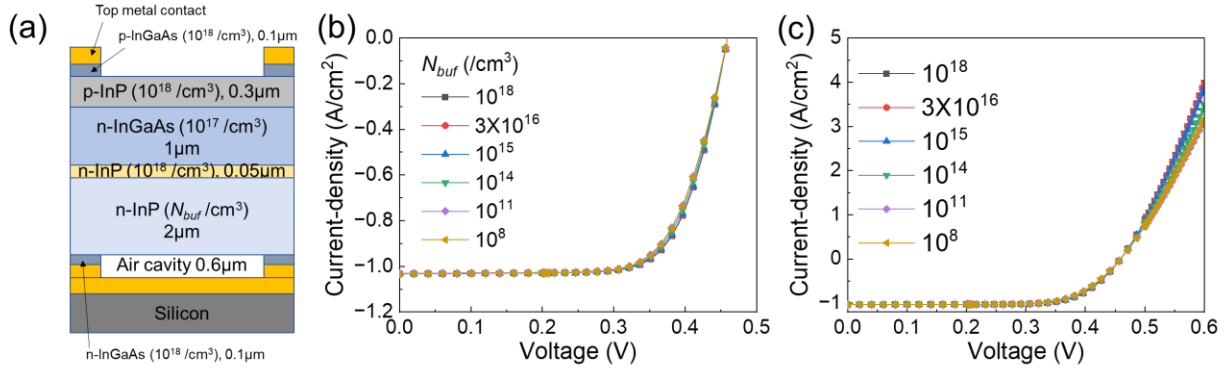 (a)
Top metal contact
p-InGaAs (10¹⁸ /cm³), 0.1µm
p-InP (10¹⁸ /cm³), 0.3µm
n-InGaAs (10¹⁷ /cm³)
1µm
n-InP (10¹⁸ /cm³), 0.05µm
n-InP (N_buf /cm³)
2µm
Air cavity 0.6µm
Silicon
n-InGaAs (10¹⁸ /cm³), 0.1µm
(b)
Current-density (A/cm²)
0.0
-0.2
-0.4
-0.6
-0.8
-1.0
-1.2
N_buf (/cm³)
10¹⁸
3X10¹⁶
10¹⁵
10¹⁴
10¹¹
10⁸
0.0 0.1 0.2 0.3 0.4 0.5
Voltage (V)
(c)
Current-density (A/cm²)
5
4
3
2
1
0
-1
10¹⁸
3X10¹⁶
10¹⁵
10¹⁴
10¹¹
10⁸
0.0 0.1 0.2 0.3 0.4 0.5 0.6
Voltage (V)